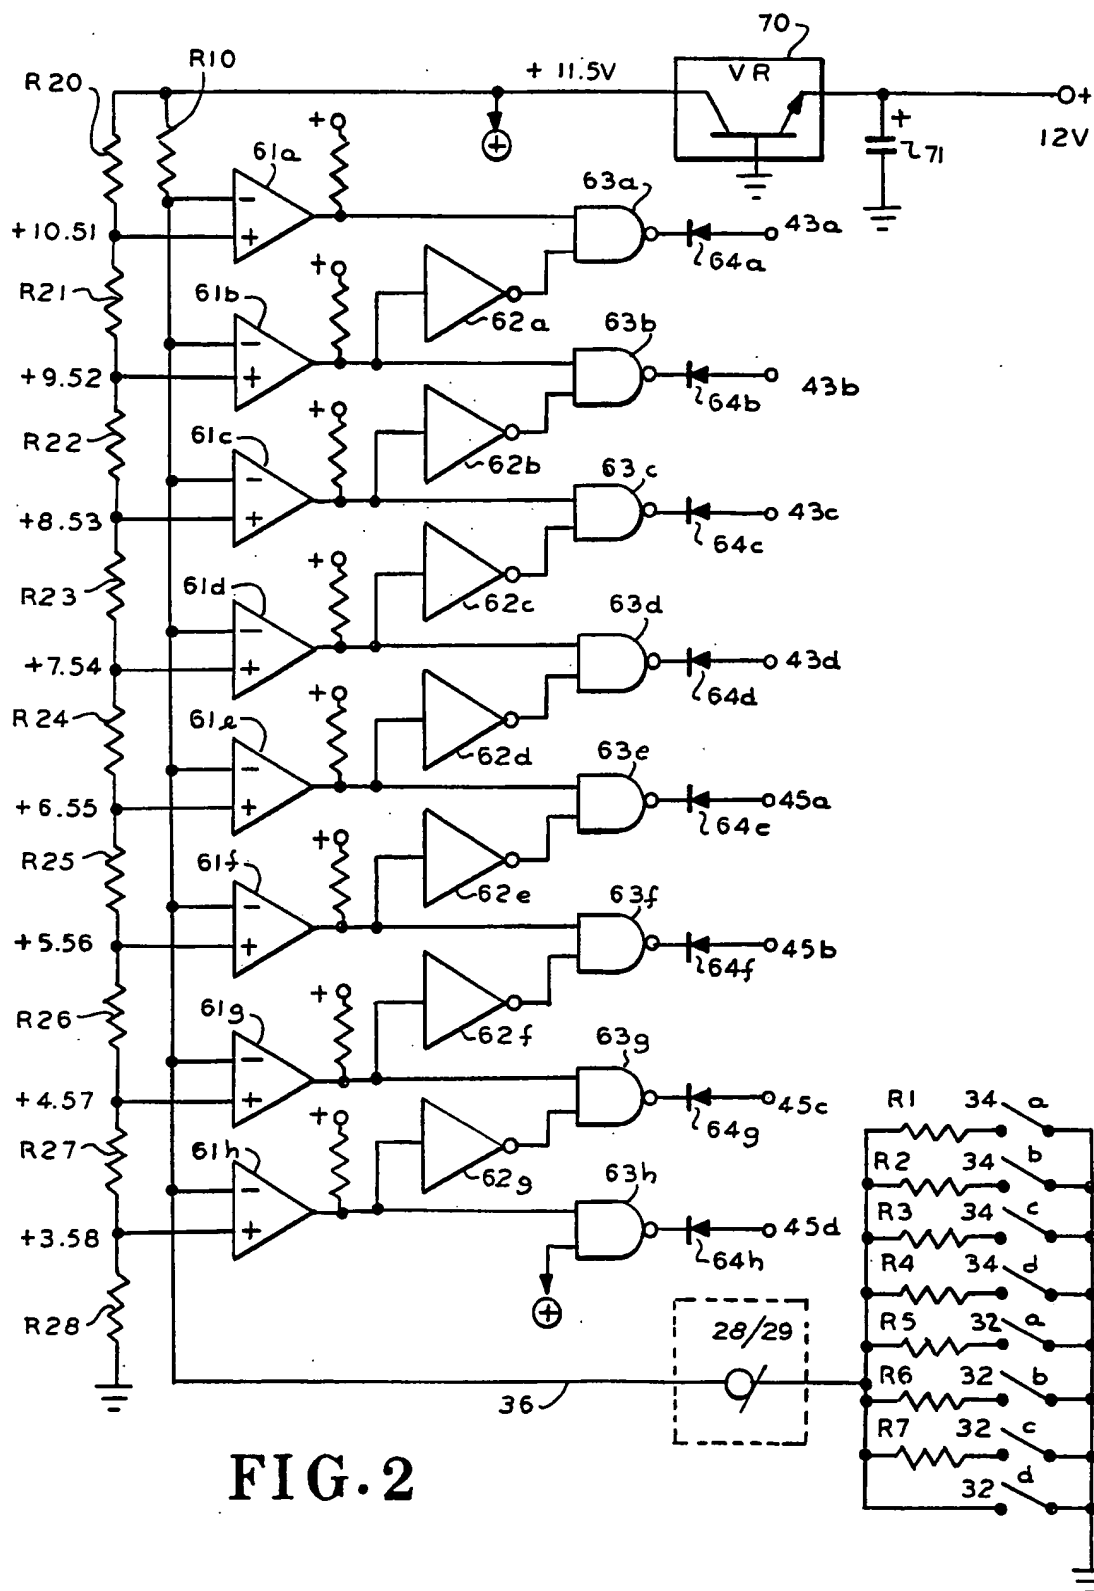 70
R10
R20
+ 11.5V
VR
+
12V
+
71
61a
+
63a
+10.51
43a
64a
R21
61b
+
62a
63b
+9.52
64b
43b
R22
61c
+
62b
63c
+8.53
43c
64c
R23
61d
+
62c
63d
+7.54
43d
64d
R24
61e
+
62d
63e
+6.55
45a
64e
R25
61f
+
62e
63f
+5.56
45b
64f
R26
61g
+
62f
63g
+4.57
45c
64g
R27
61h
+
62g
63h
+3.58
45d
64h
R28
R1 34 a
R2 34 b
R3 34 c
R4 34 d
R5 32 a
R6 32 b
R7 32 c
32 d
28/29
36
FIG.2